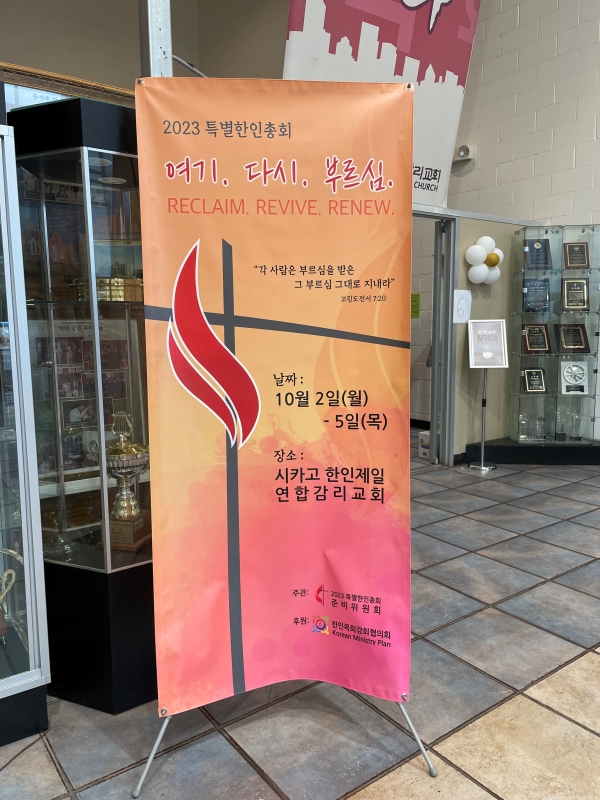 2023 특별한인총회
여기. 다시. 부르심.
RECLAIM. REVIVE. RENEW.
“각 사람은 부르심을 받은
그 부르심 그대로 지내라”
고린도전서 7:20
날짜 :
10월 2일(월)
- 5일(목)
장소 :
시카고 한인제일
연합감리교회
주관:
2023 특별한인총회
준비위원회
후원:
한인목회강화협의회
Korean Ministry Plan
리교회
CHURCH
6